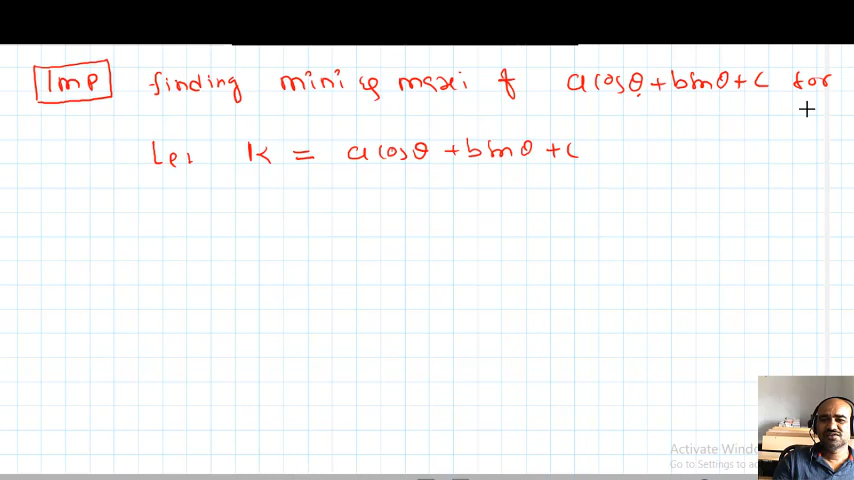 Imp finding mini & maxi of a cosθ + b sinθ + c for
Let K = a cosθ + b sinθ + c
Activate Windo
Go to Settings to a